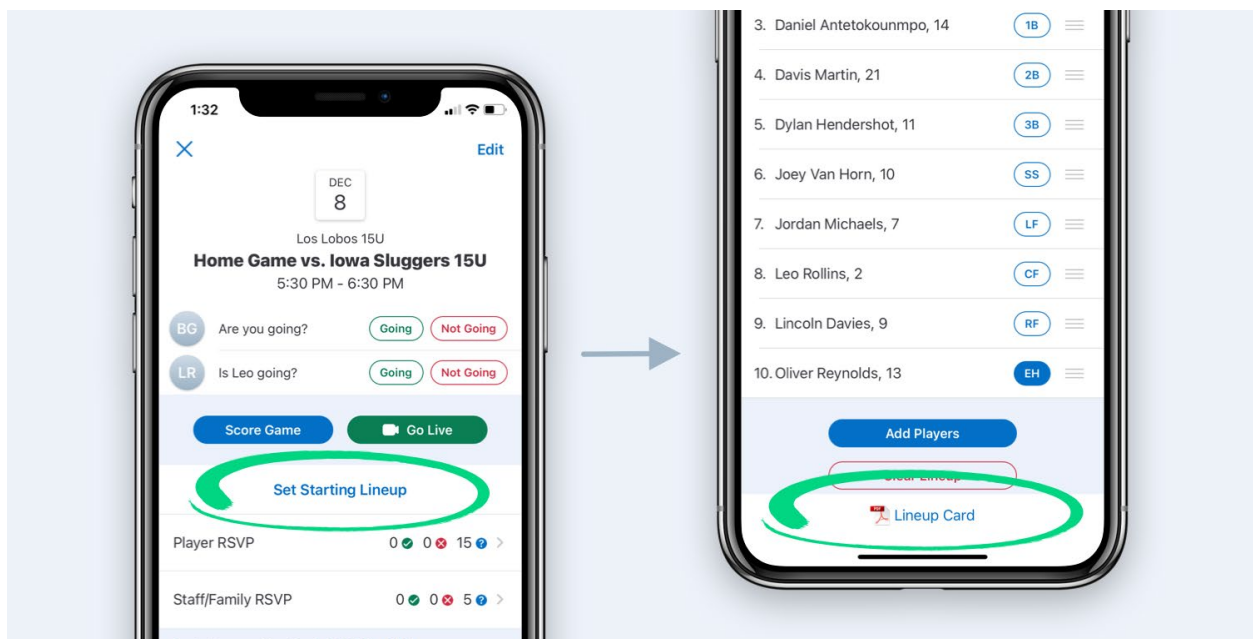 1:32
Edit
DEC
8
Los Lobos 15U
Home Game vs. Iowa Sluggers 15U
5:30 PM - 6:30 PM
BG Are you going? Going Not Going
LR Is Leo going? Going Not Going
Score Game Go Live
Set Starting Lineup
Player RSVP 0 0 15 ?
Staff/Family RSVP 0 0 5 ?
3. Daniel Antetokounmpo, 14 1B
4. Davis Martin, 21 2B
5. Dylan Hendershot, 11 3B
6. Joey Van Horn, 10 SS
7. Jordan Michaels, 7 LF
8. Leo Rollins, 2 CF
9. Lincoln Davies, 9 RF
10. Oliver Reynolds, 13 EH
Add Players
Clear Lineup
PDF Lineup Card